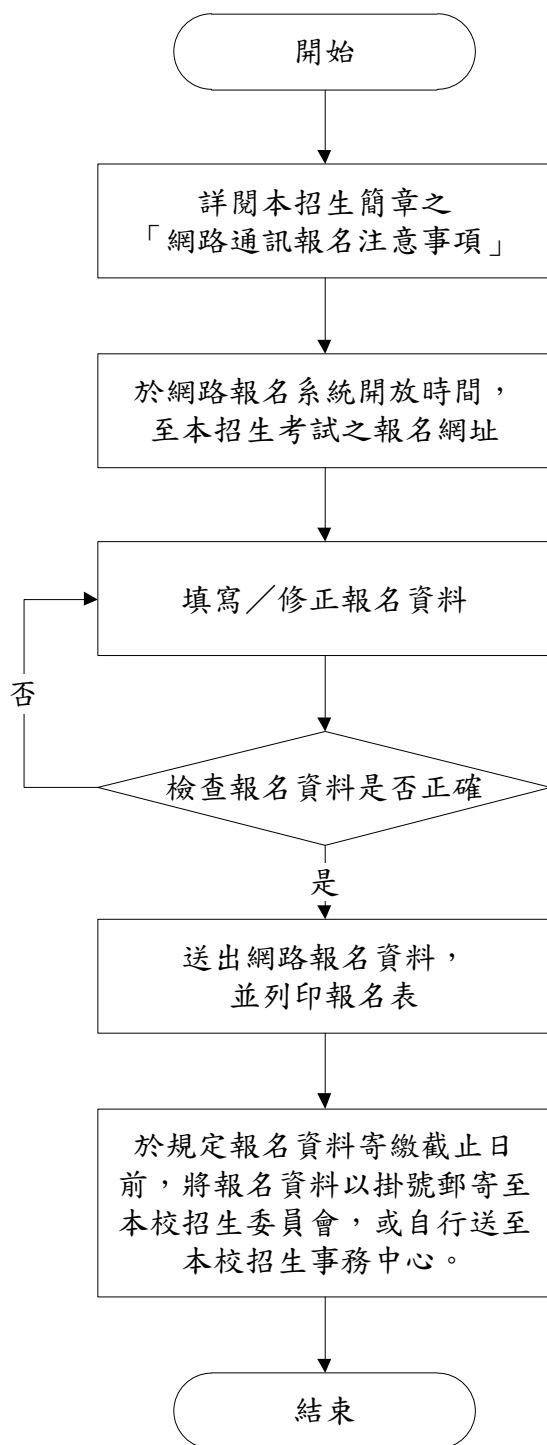 開始
詳閱本招生簡章之
「網路通訊報名注意事項」
於網路報名系統開放時間，
至本招生考試之報名網址
填寫／修正報名資料
否
檢查報名資料是否正確
是
送出網路報名資料，
並列印報名表
於規定報名資料寄繳截止日
前，將報名資料以掛號郵寄至
本校招生委員會，或自行送至
本校招生事務中心。
結束